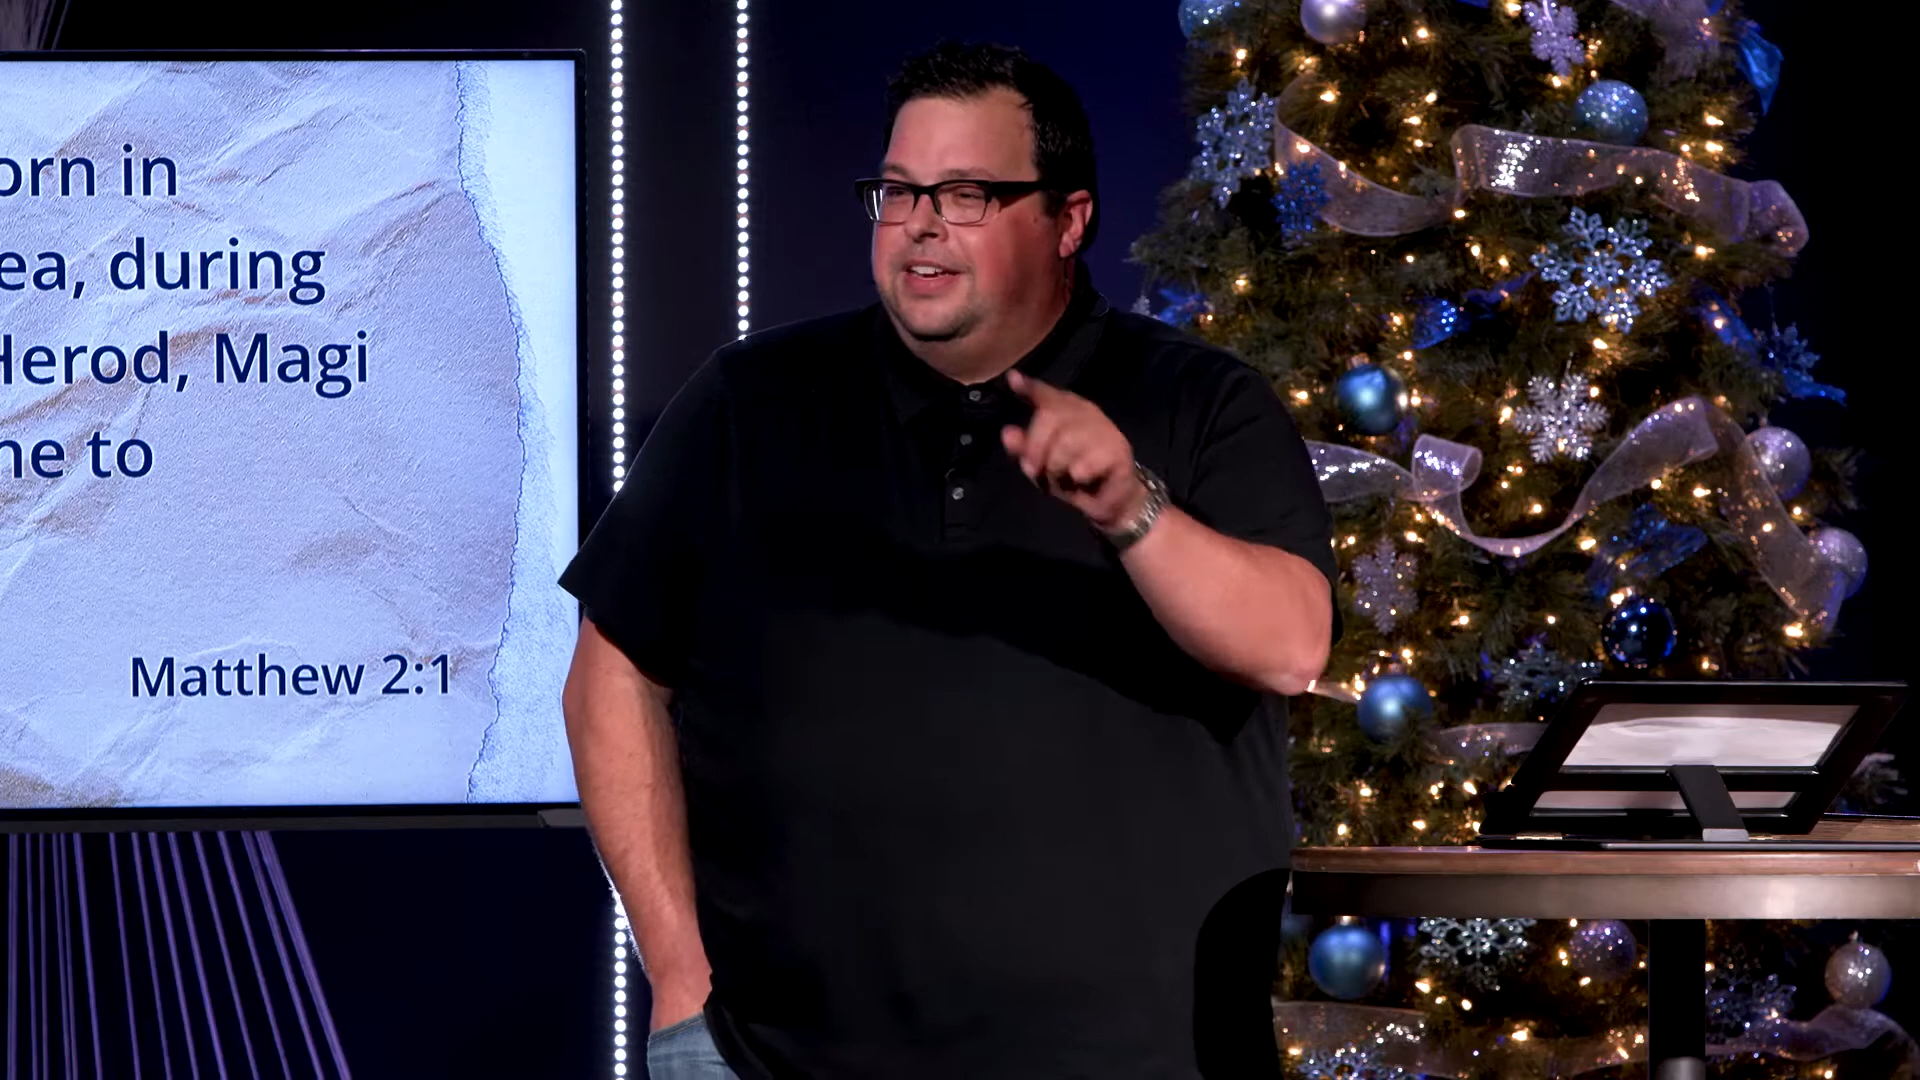 orn in
ea, during
Herod, Magi
ne to
Matthew 2:1